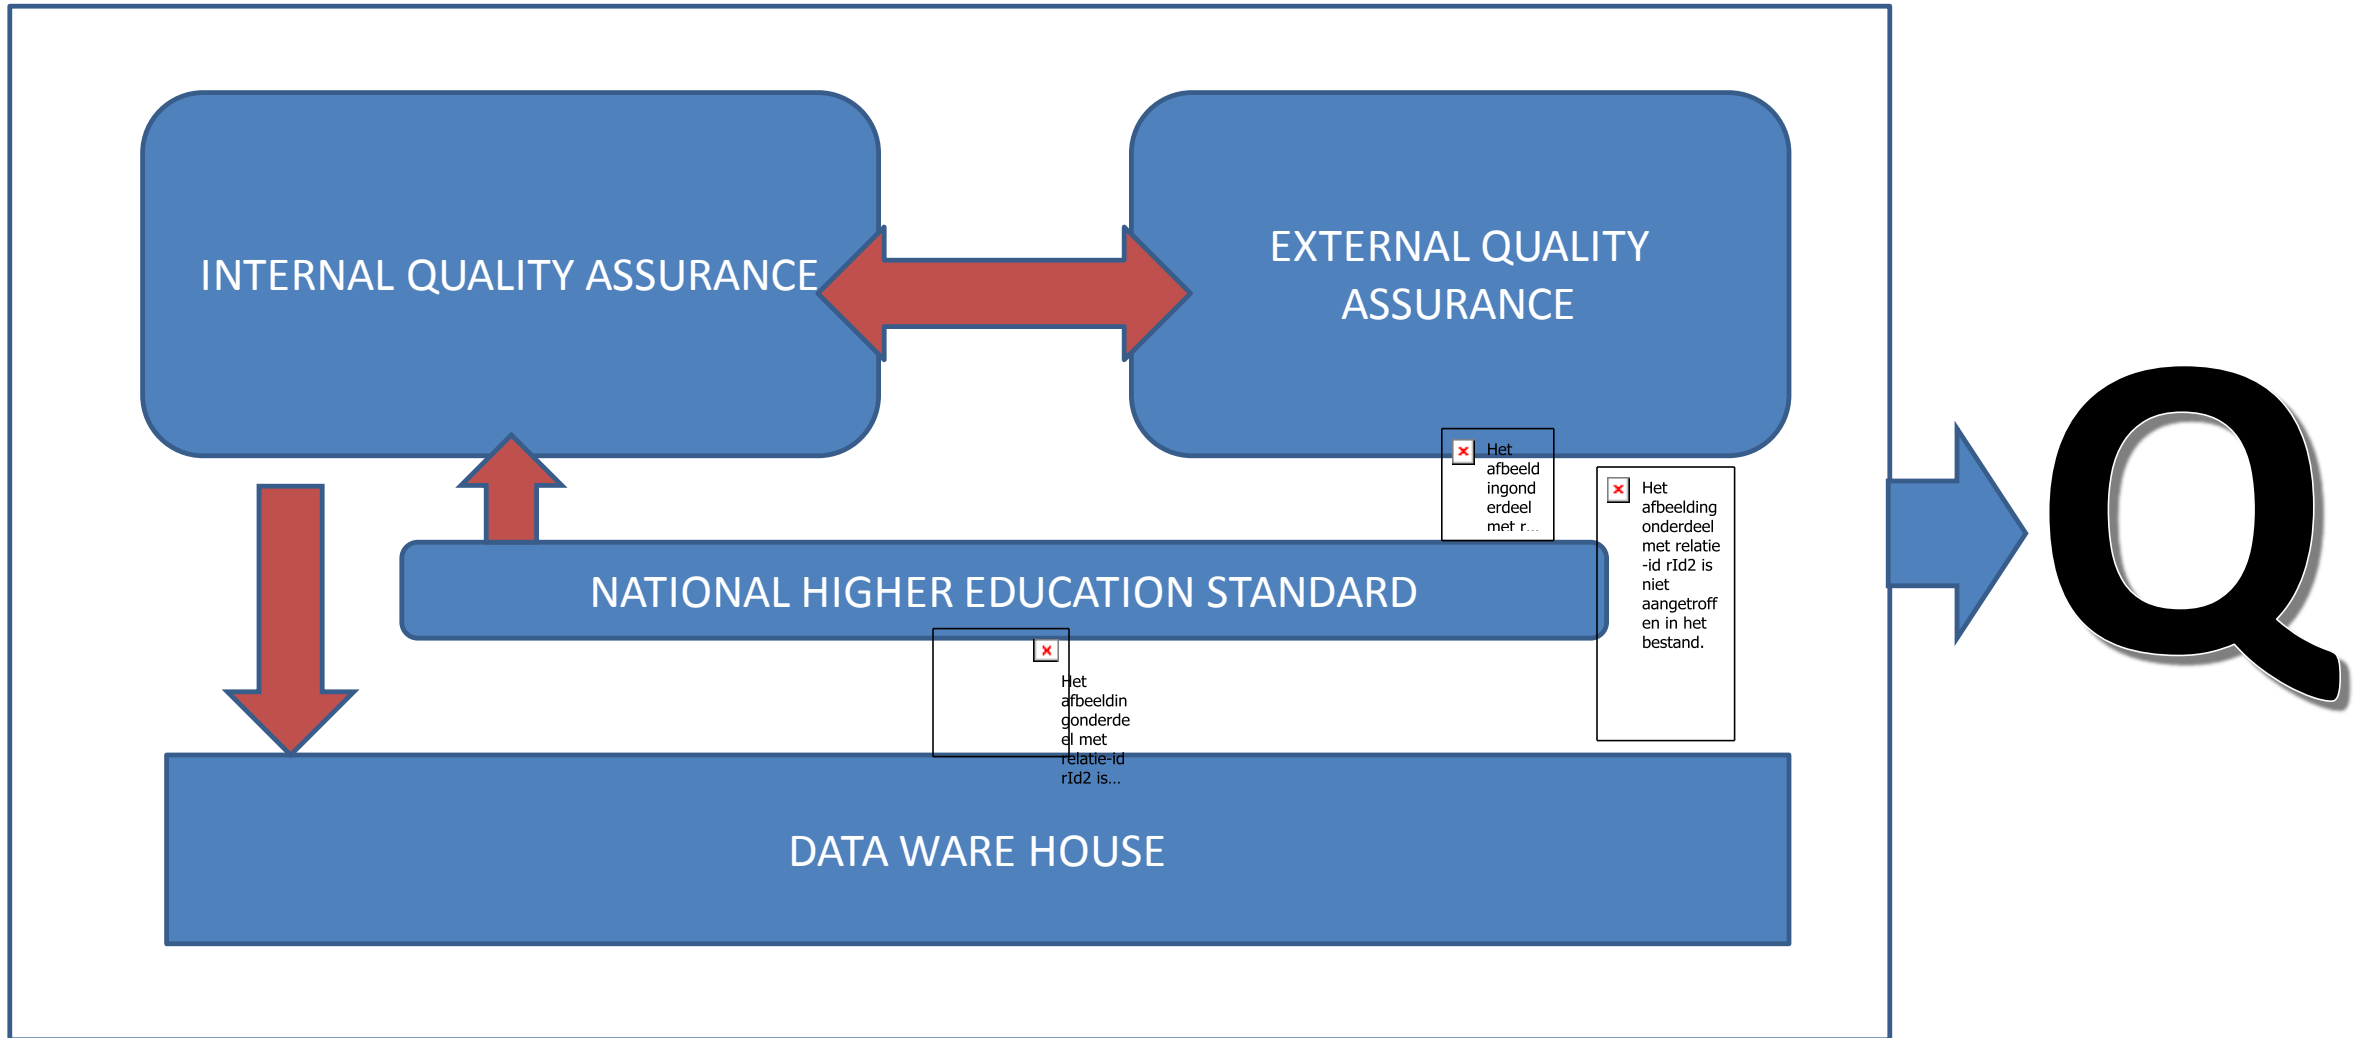 INTERNAL QUALITY ASSURANCE
EXTERNAL QUALITY
ASSURANCE
Het
afbeeld
ingond
erdeel
met r...
Het
afbeelding
onderdeel
met relatie
-id rId2 is
niet
aangetroff
en in het
bestand.
NATIONAL HIGHER EDUCATION STANDARD
Het
afbeeldin
gonderde
el met
relatie-id
rId2 is...
DATA WARE HOUSE
Q